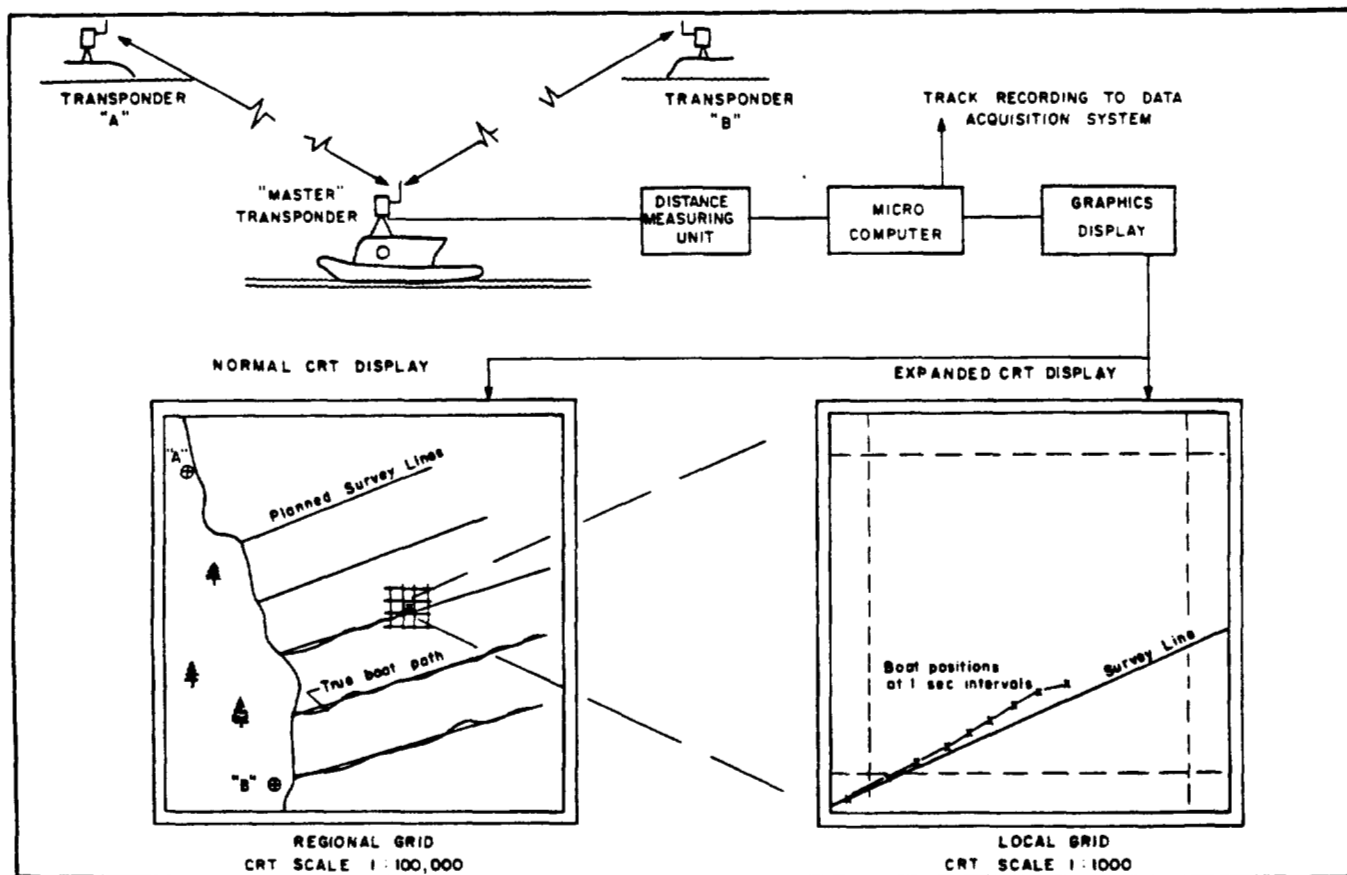 TRANSPONDER
"A"
TRANSPONDER
"B"
TRACK RECORDING TO DATA
ACQUISITION SYSTEM
"MASTER"
TRANSPONDER
DISTANCE
MEASURING
UNIT
MICRO
COMPUTER
GRAPHICS
DISPLAY
NORMAL CRT DISPLAY
EXPANDED CRT DISPLAY
"A"
Planned Survey Lines
True boat path
"B"
Boat positions
at 1 sec intervals
Survey Line
REGIONAL GRID
CRT SCALE 1:100,000
LOCAL GRID
CRT SCALE 1:1000